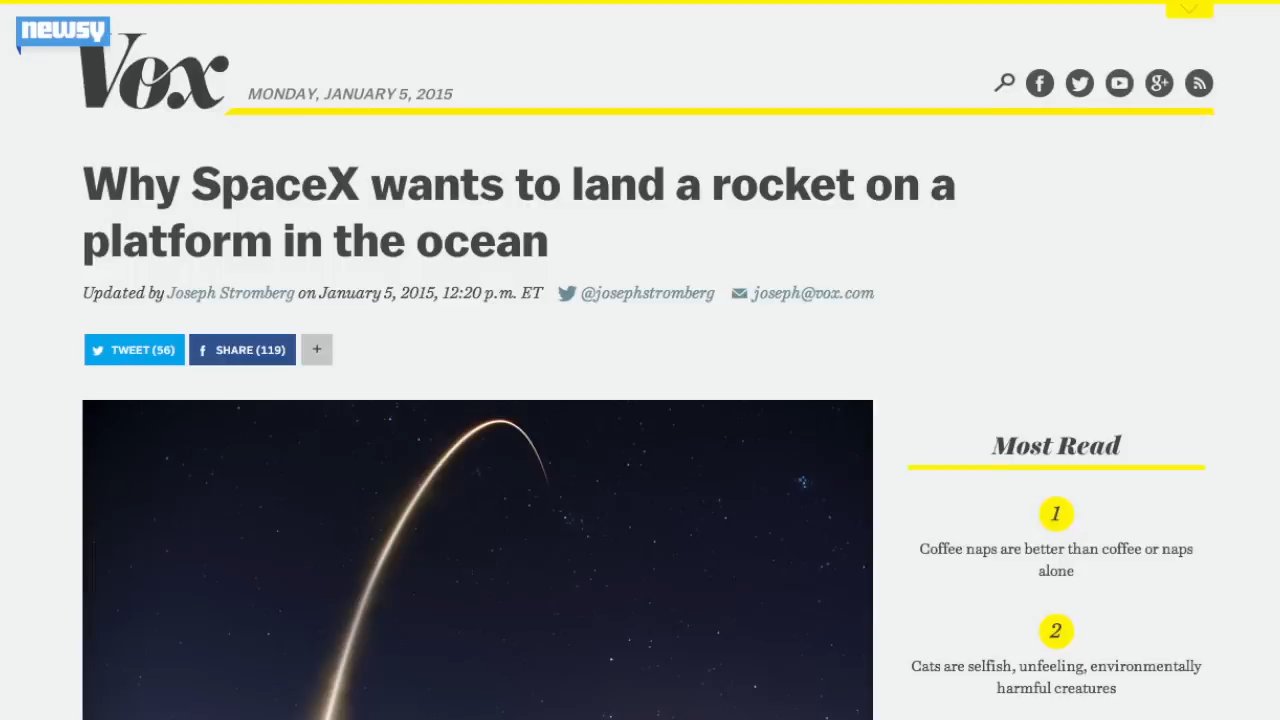 newsy
Vox
MONDAY, JANUARY 5, 2015
Why SpaceX wants to land a rocket on a
platform in the ocean
Updated by Joseph Stromberg on January 5, 2015, 12:20 p.m. ET @josephstromberg joseph@vox.com
TWEET (56) SHARE (119) +
Most Read
1
Coffee naps are better than coffee or naps
alone
2
Cats are selfish, unfeeling, environmentally
harmful creatures